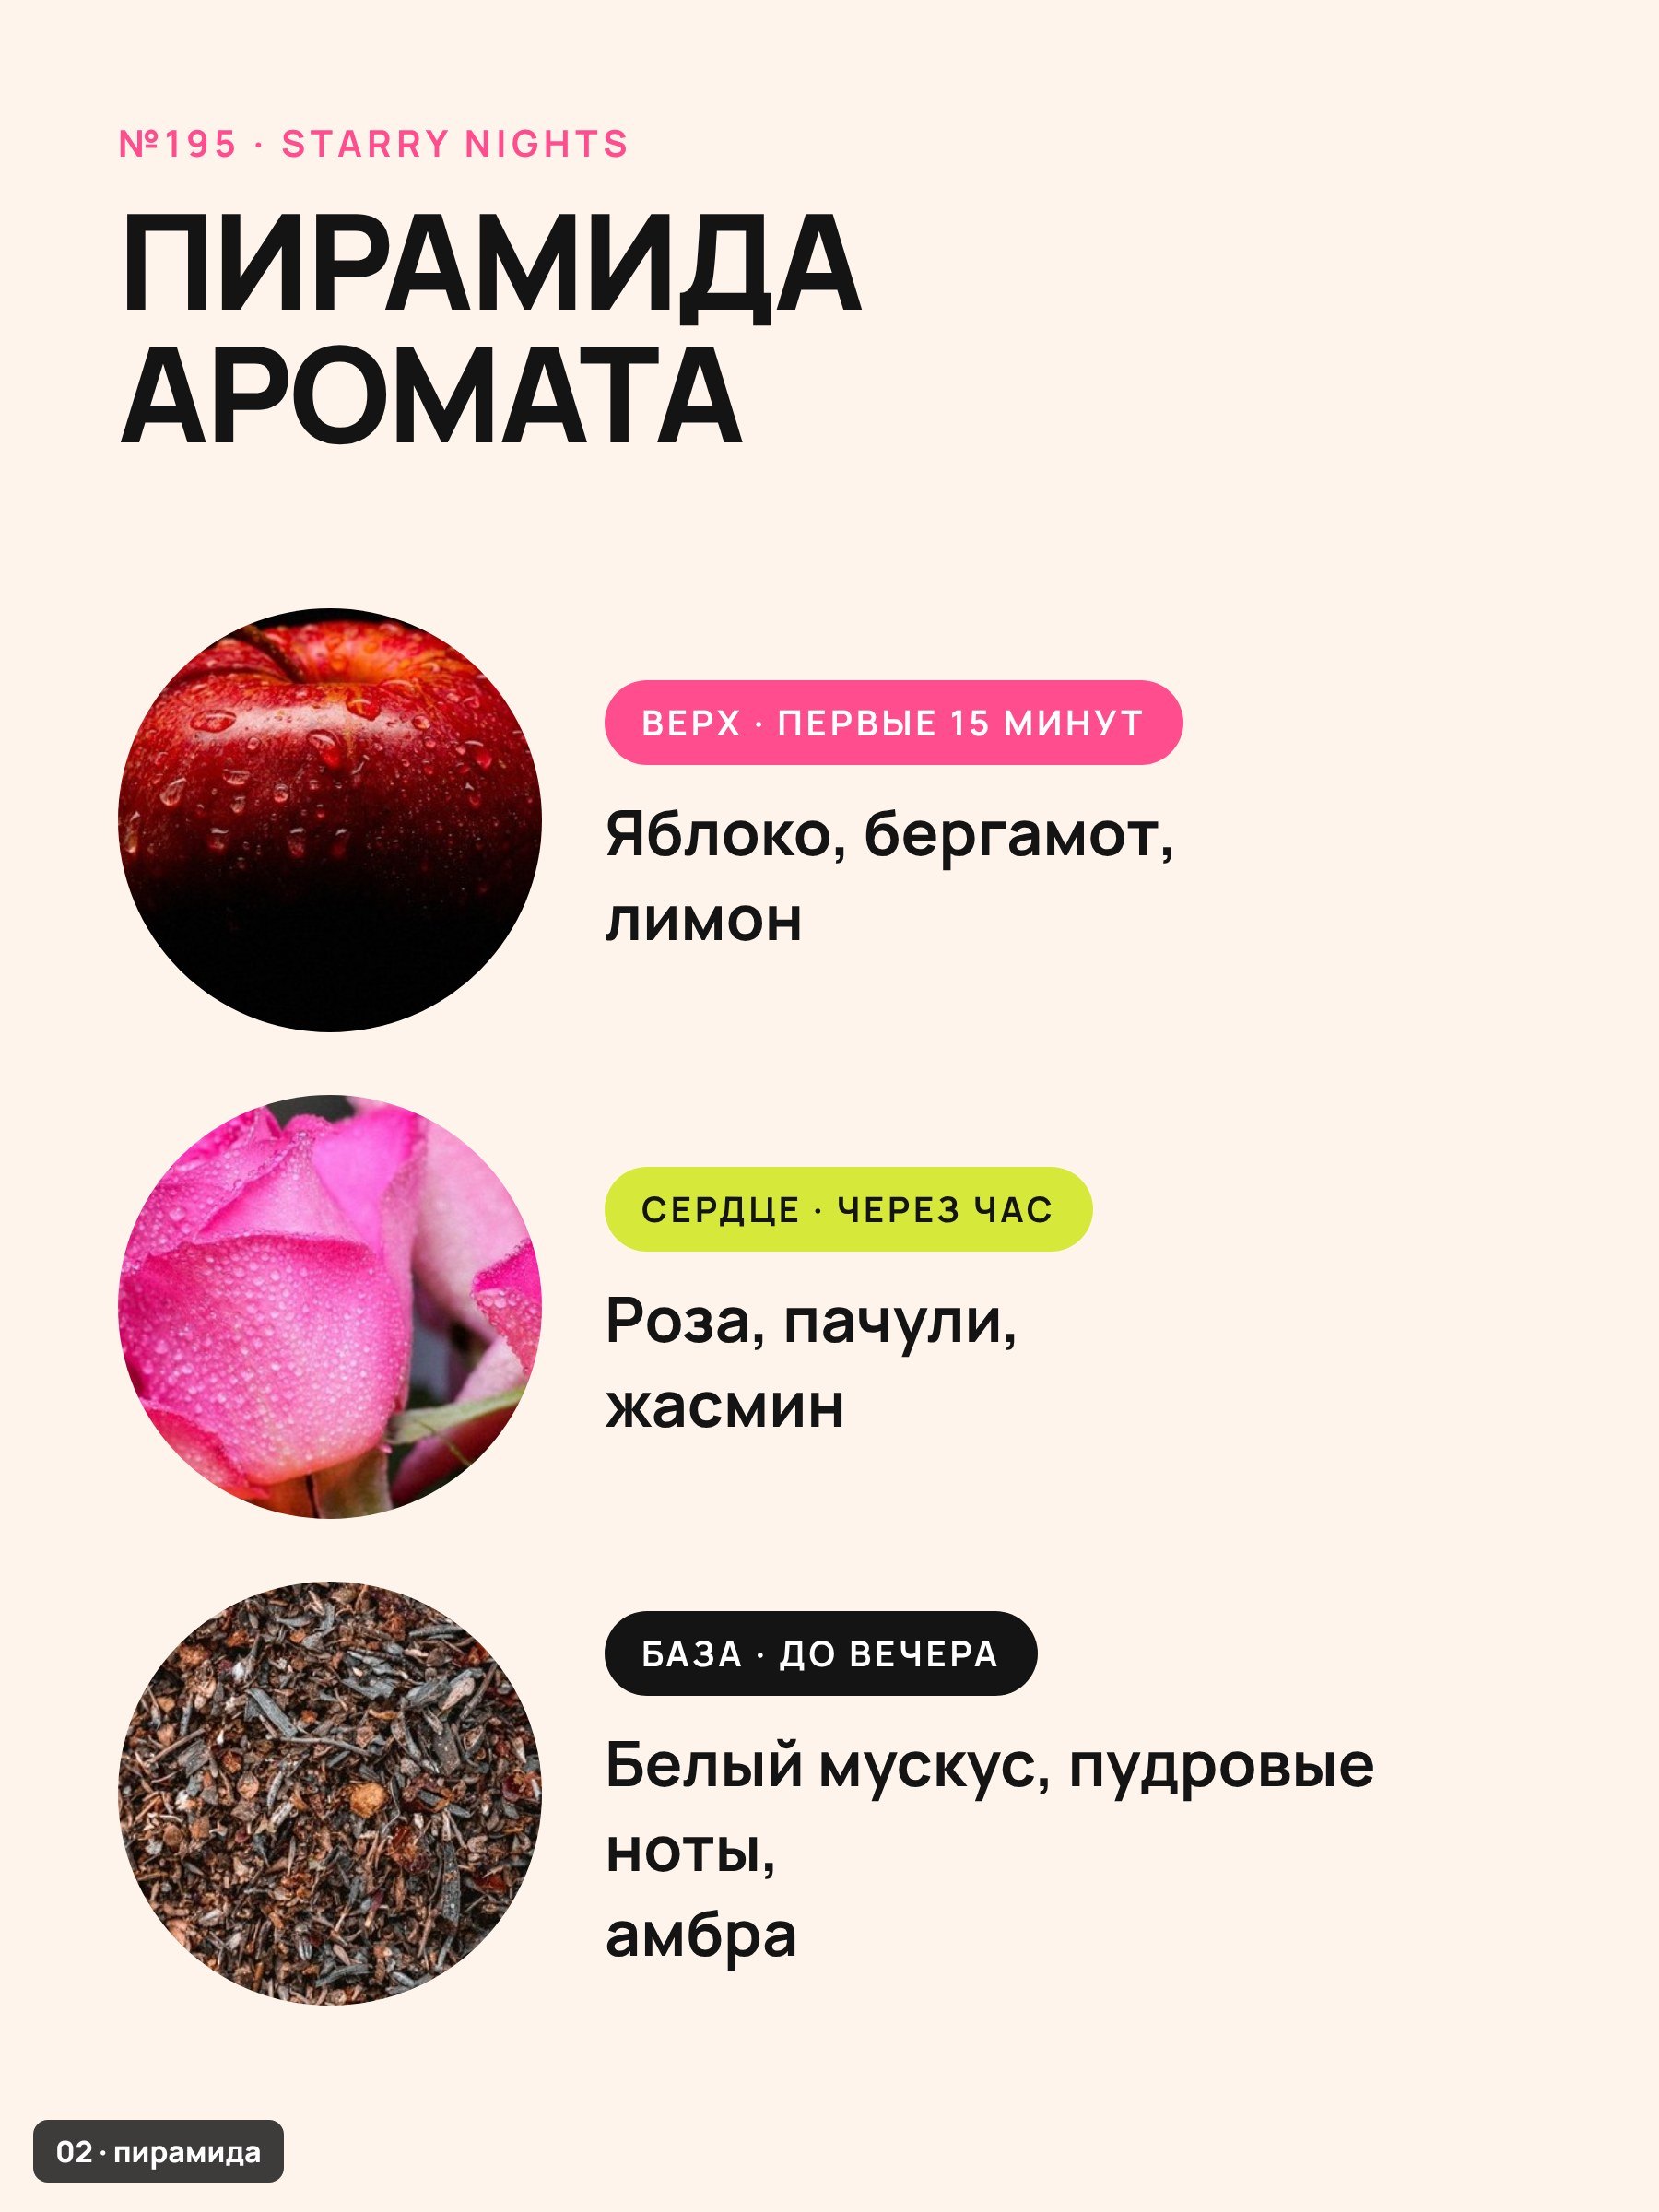 №195 · STARRY NIGHTS
ПИРАМИДА
АРОМАТА
ВЕРХ · ПЕРВЫЕ 15 МИНУТ
Яблоко, бергамот,
лимон
СЕРДЦЕ · ЧЕРЕЗ ЧАС
Роза, пачули,
жасмин
БАЗА · ДО ВЕЧЕРА
Белый мускус, пудровые
ноты,
амбра
02 · пирамида